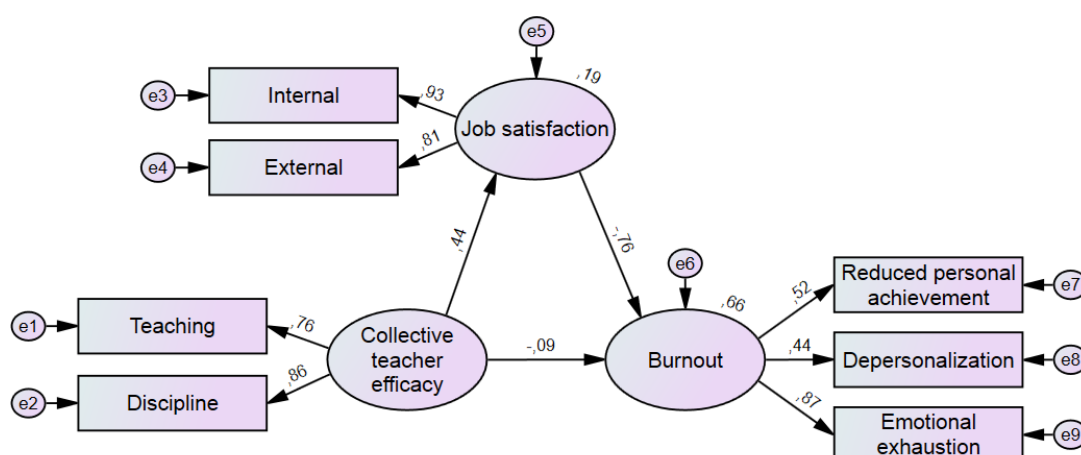 e5
,19
e3
Internal
,93
Job satisfaction
e4
External
,81
,44
-,76
e6
e1
Teaching
,76
Collective
teacher
efficacy
-,09
,66
Burnout
,52
Reduced personal
achievement
e7
,44
Depersonalization
e8
e2
Discipline
,86
,87
Emotional
exhaustion
e9